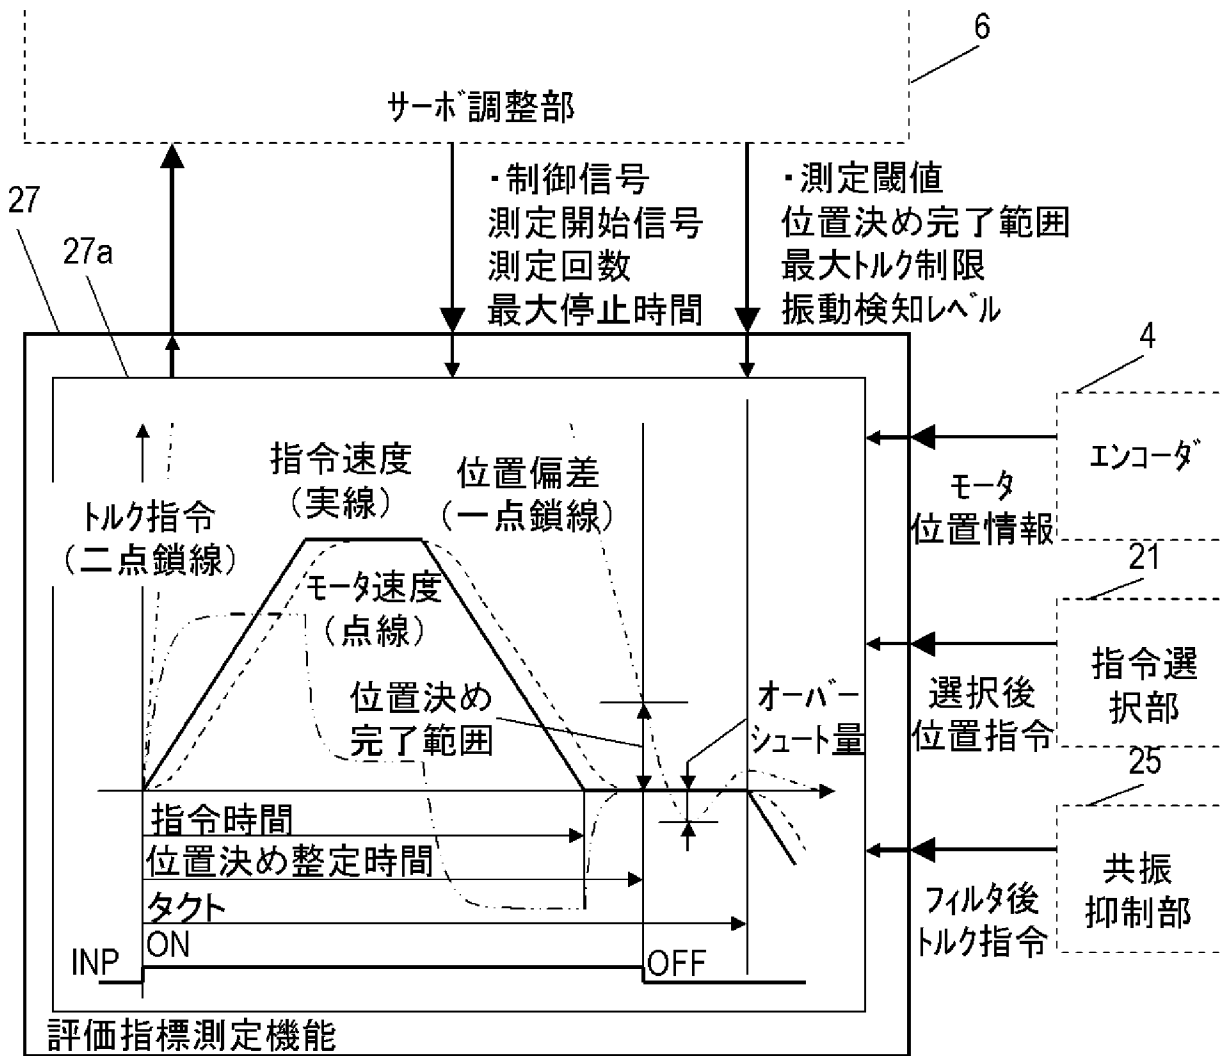 6
サーボ調整部
・制御信号
測定開始信号
測定回数
最大停止時間
・測定閾値
位置決め完了範囲
最大トルク制限
振動検知レベル
27
27a
4
エンコーダ
モータ
位置情報
指令速度
(実線)
位置偏差
(一点鎖線)
トルク指令
(二点鎖線)
モータ速度
(点線)
21
指令選
択部
選択後
位置指令
位置決め
完了範囲
オーバー
シュート量
25
共振
抑制部
フィルタ後
トルク指令
指令時間
位置決め整定時間
タクト
ON
INP
OFF
評価指標測定機能